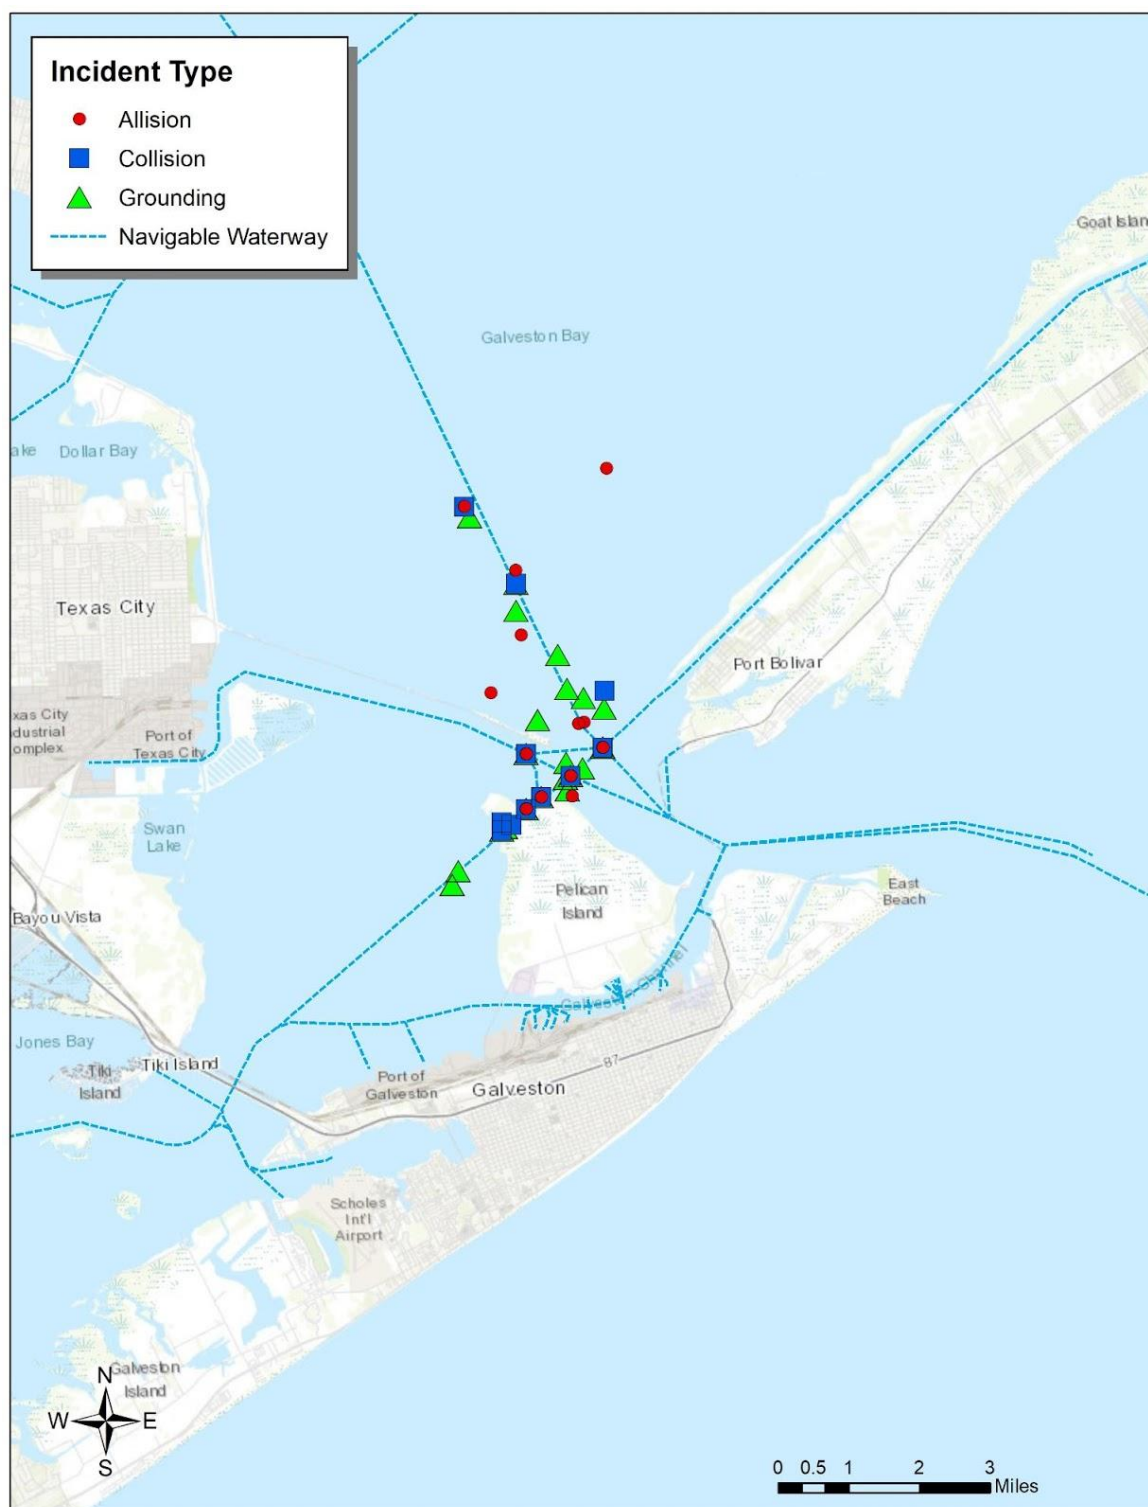 Incident Type
Allision
Collision
Grounding
Navigable Waterway
Goat Islan
Galveston Bay
ake
Dollar Bay
Texas City
Port Bolivar
xas City
dustrial
omplex
Port of
Texas City
Swan
Lake
East
Beach
Pelican
Island
Bayou Vista
Galveston Channel
Jones Bay
Tiki Island
Tiki
Island
87
Port of
Galveston
Galveston
Scholes
Int'l
Airport
Galveston
Island
N
W
E
S
0 0.5 1 2 3
Miles